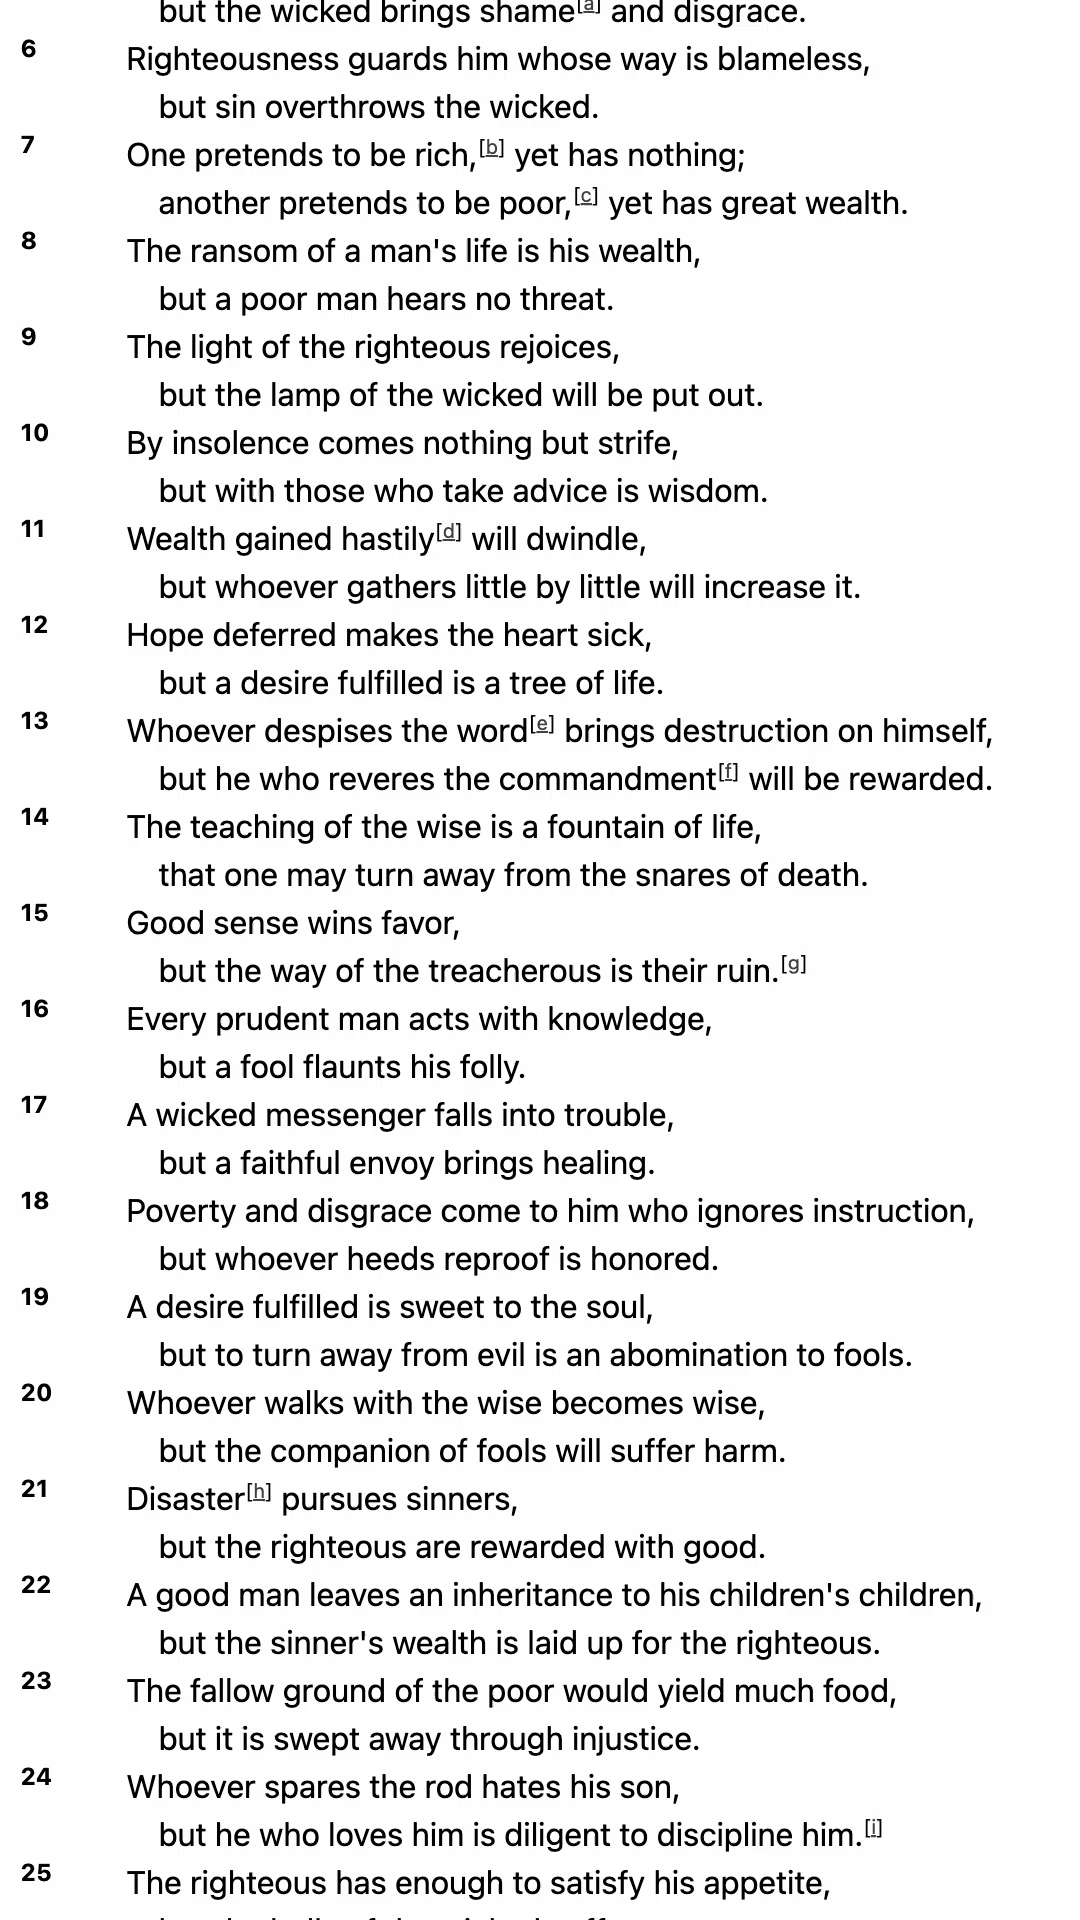 but the wicked brings shame[a] and disgrace.
6 Righteousness guards him whose way is blameless,
but sin overthrows the wicked.
7 One pretends to be rich,[b] yet has nothing;
another pretends to be poor,[c] yet has great wealth.
8 The ransom of a man's life is his wealth,
but a poor man hears no threat.
9 The light of the righteous rejoices,
but the lamp of the wicked will be put out.
10 By insolence comes nothing but strife,
but with those who take advice is wisdom.
11 Wealth gained hastily[d] will dwindle,
but whoever gathers little by little will increase it.
12 Hope deferred makes the heart sick,
but a desire fulfilled is a tree of life.
13 Whoever despises the word[e] brings destruction on himself,
but he who reveres the commandment[f] will be rewarded.
14 The teaching of the wise is a fountain of life,
that one may turn away from the snares of death.
15 Good sense wins favor,
but the way of the treacherous is their ruin.[g]
16 Every prudent man acts with knowledge,
but a fool flaunts his folly.
17 A wicked messenger falls into trouble,
but a faithful envoy brings healing.
18 Poverty and disgrace come to him who ignores instruction,
but whoever heeds reproof is honored.
19 A desire fulfilled is sweet to the soul,
but to turn away from evil is an abomination to fools.
20 Whoever walks with the wise becomes wise,
but the companion of fools will suffer harm.
21 Disaster[h] pursues sinners,
but the righteous are rewarded with good.
22 A good man leaves an inheritance to his children's children,
but the sinner's wealth is laid up for the righteous.
23 The fallow ground of the poor would yield much food,
but it is swept away through injustice.
24 Whoever spares the rod hates his son,
but he who loves him is diligent to discipline him.[i]
25 The righteous has enough to satisfy his appetite,